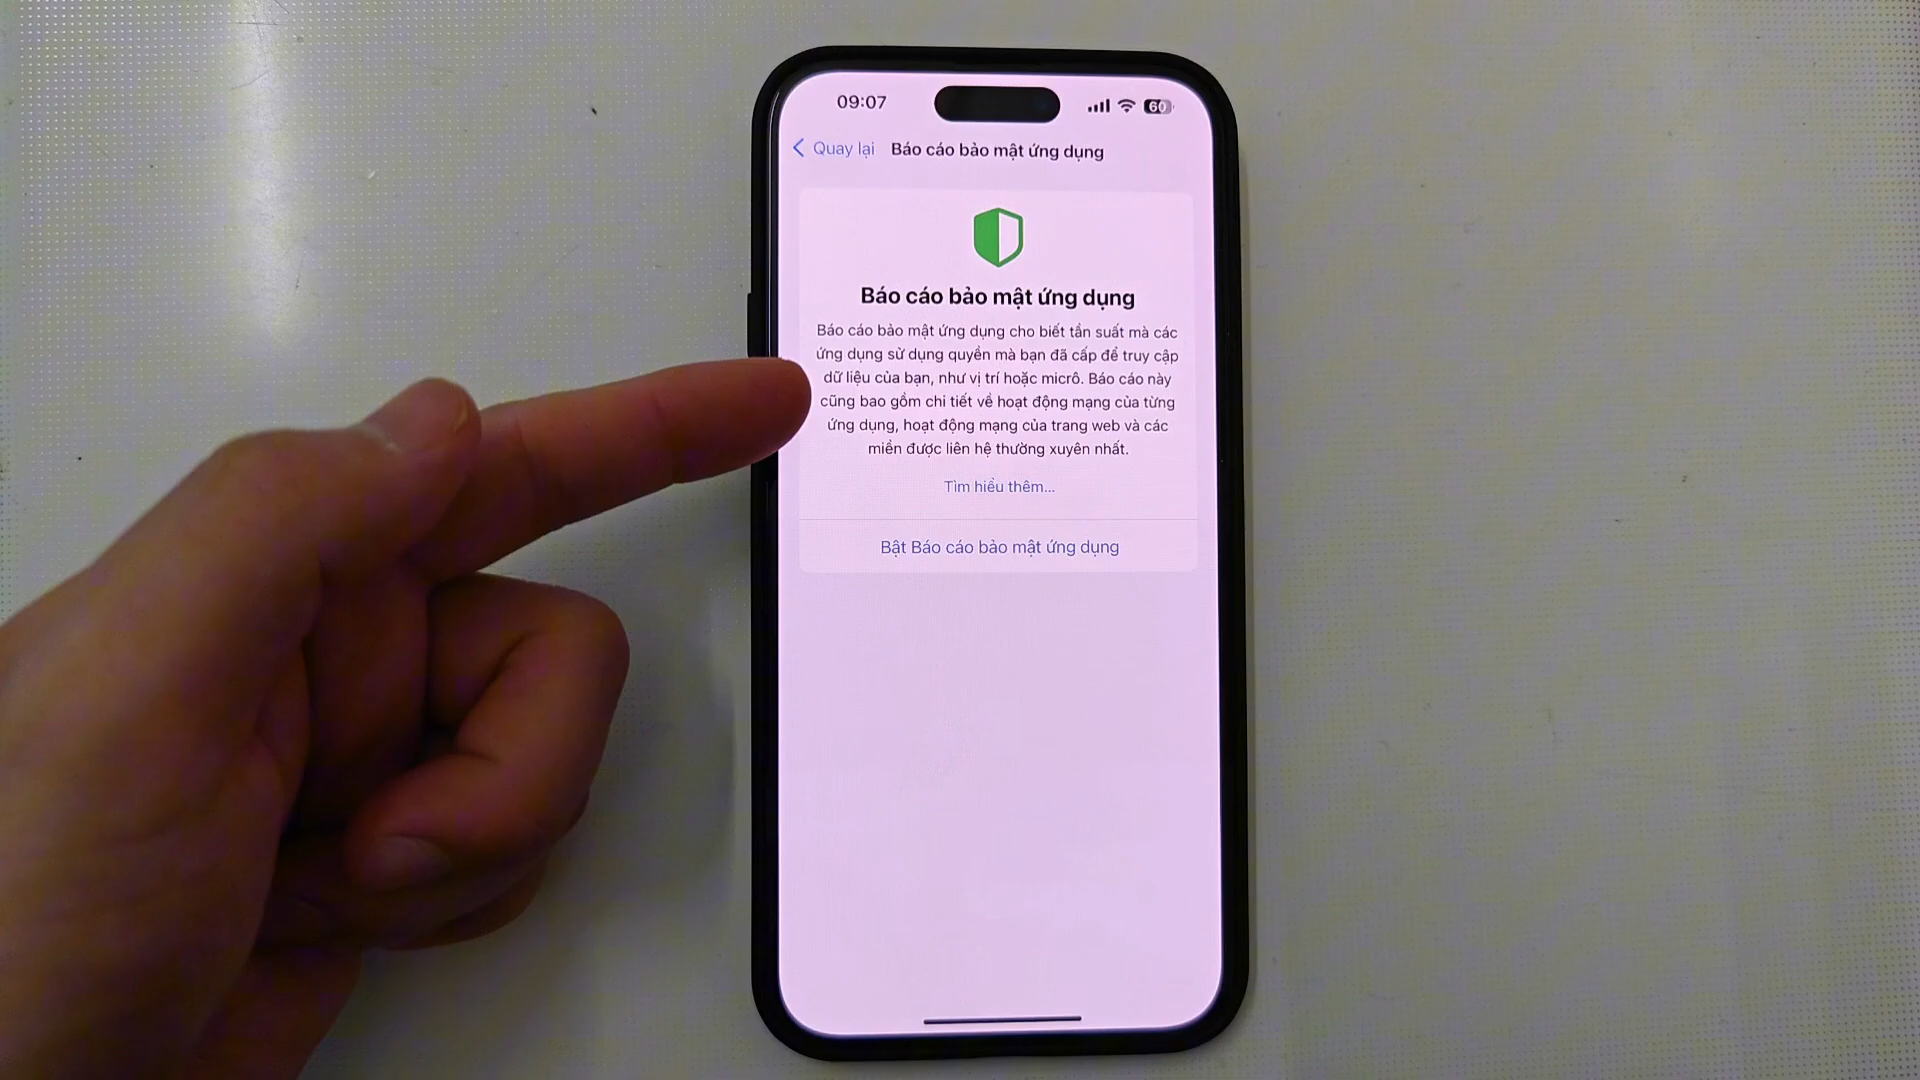 09:07
60
Quay lại Báo cáo bảo mật ứng dụng
Báo cáo bảo mật ứng dụng
Báo cáo bảo mật ứng dụng cho biết tần suất mà các
ứng dụng sử dụng quyền mà bạn đã cấp để truy cập
dữ liệu của bạn, như vị trí hoặc micrô. Báo cáo này
cũng bao gồm chi tiết về hoạt động mạng của từng
ứng dụng, hoạt động mạng của trang web và các
miền được liên hệ thường xuyên nhất.
Tìm hiểu thêm...
Bật Báo cáo bảo mật ứng dụng